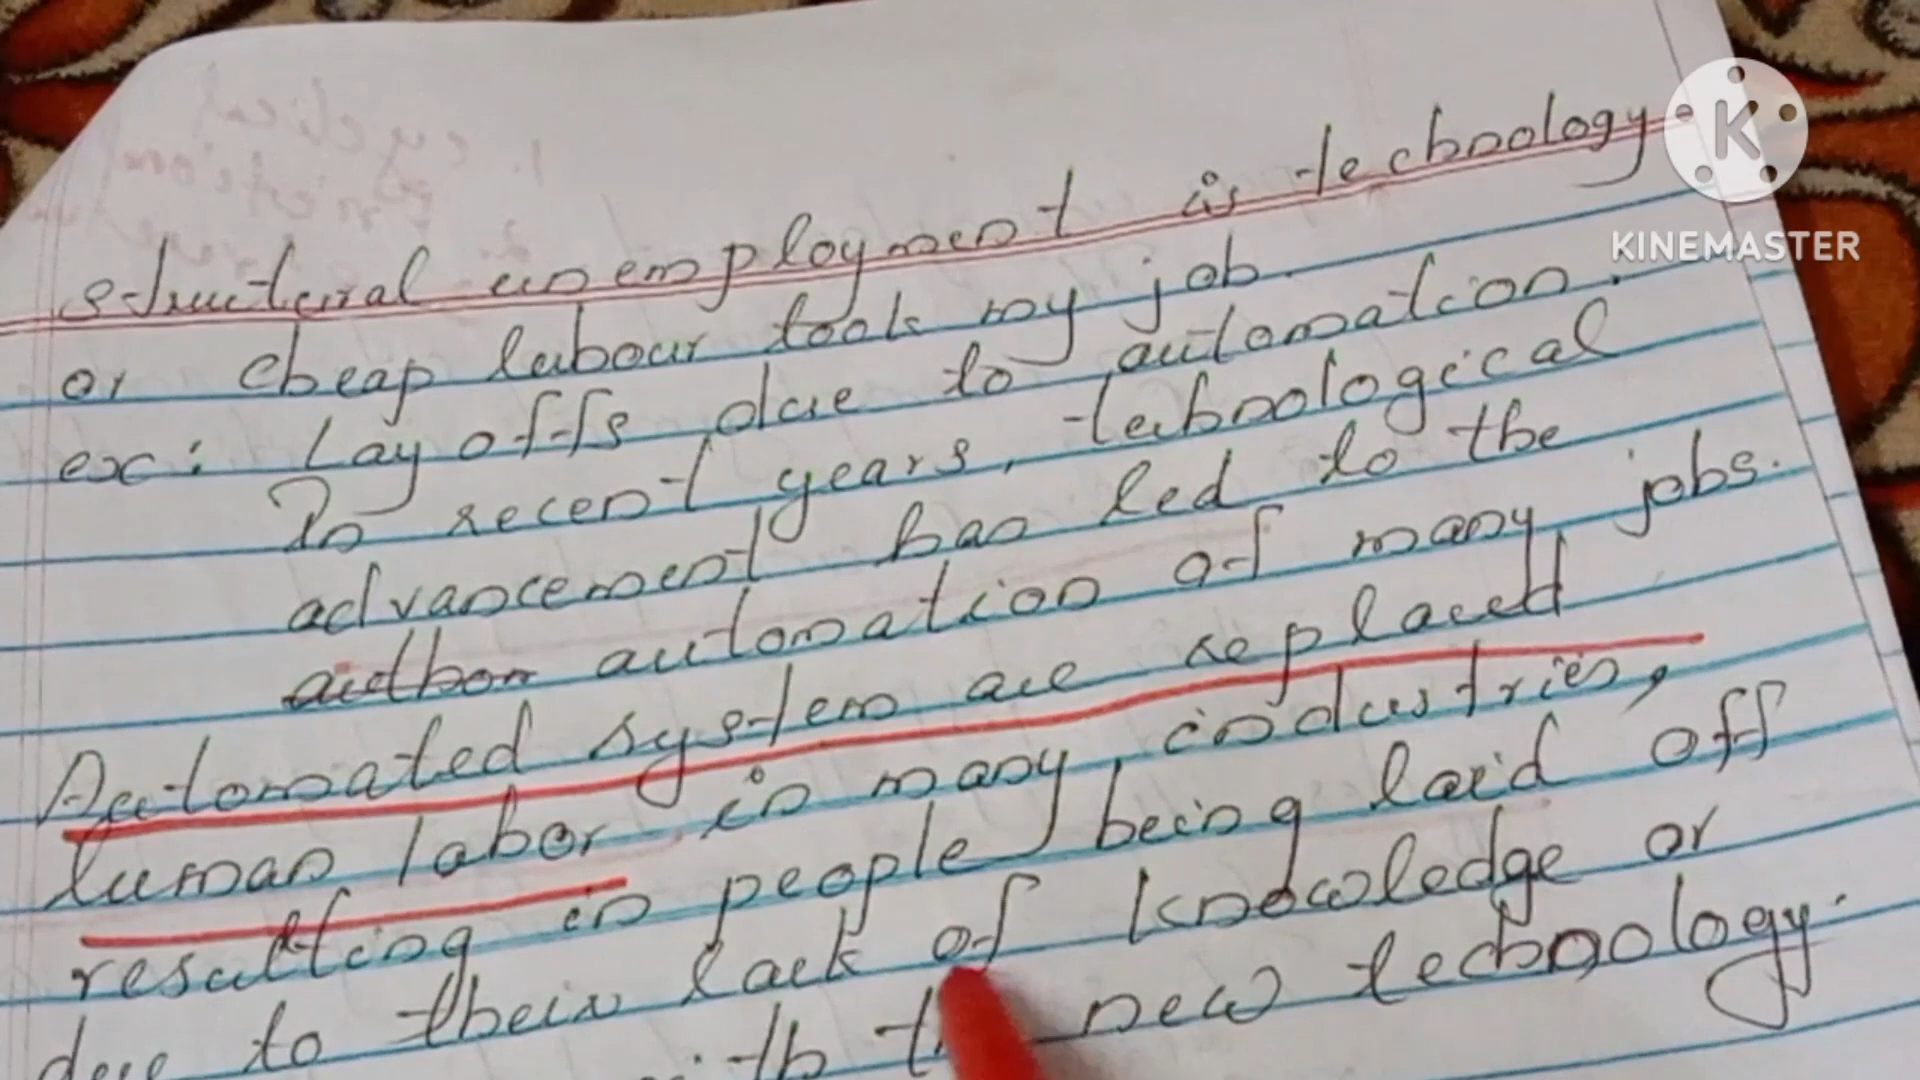 structural unemployment is technology
or cheap labour took my job.
ex: Layoffs due to automation.
In recent years, technological
advancement has led to the
automation of many jobs.
Automated system are replaced
human labor in many industries,
resulting in people being laid off
due to their lack of knowledge or
new technology.
KINEMASTER